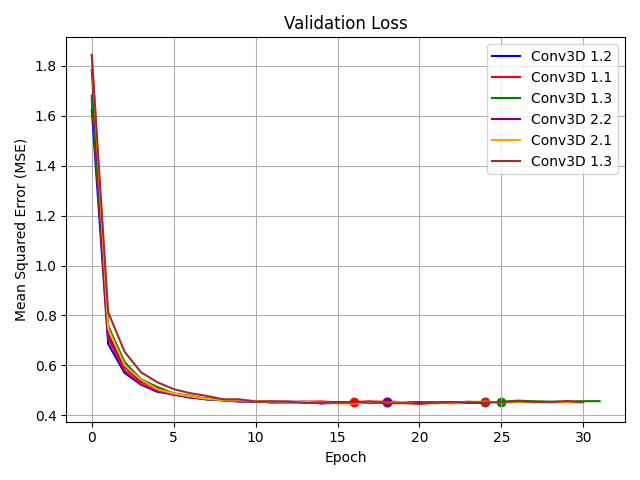 Validation Loss
Mean Squared Error (MSE)
1.8
1.6
1.4
1.2
1.0
0.8
0.6
0.4
0
5
10
15
20
25
30
Epoch
Conv3D 1.2
Conv3D 1.1
Conv3D 1.3
Conv3D 2.2
Conv3D 2.1
Conv3D 1.3